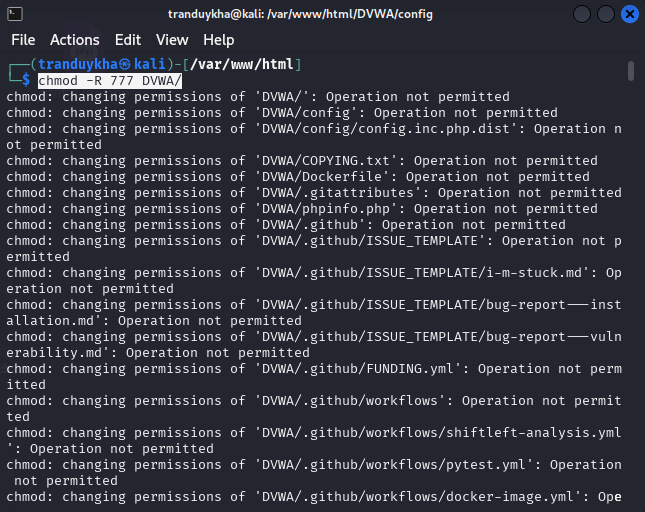 tranduykha@kali: /var/www/html/DVWA/config
File Actions Edit View Help
┌──(tranduykha㉿kali)-[/var/www/html]
└─$ chmod -R 777 DVWA/
chmod: changing permissions of 'DVWA/': Operation not permitted
chmod: changing permissions of 'DVWA/config': Operation not permitted
chmod: changing permissions of 'DVWA/config/config.inc.php.dist': Operation n
ot permitted
chmod: changing permissions of 'DVWA/COPYING.txt': Operation not permitted
chmod: changing permissions of 'DVWA/Dockerfile': Operation not permitted
chmod: changing permissions of 'DVWA/.gitattributes': Operation not permitted
chmod: changing permissions of 'DVWA/phpinfo.php': Operation not permitted
chmod: changing permissions of 'DVWA/.github': Operation not permitted
chmod: changing permissions of 'DVWA/.github/ISSUE_TEMPLATE': Operation not p
ermitted
chmod: changing permissions of 'DVWA/.github/ISSUE_TEMPLATE/i-m-stuck.md': Op
eration not permitted
chmod: changing permissions of 'DVWA/.github/ISSUE_TEMPLATE/bug-report---inst
allation.md': Operation not permitted
chmod: changing permissions of 'DVWA/.github/ISSUE_TEMPLATE/bug-report---vuln
erability.md': Operation not permitted
chmod: changing permissions of 'DVWA/.github/FUNDING.yml': Operation not perm
itted
chmod: changing permissions of 'DVWA/.github/workflows': Operation not permit
ted
chmod: changing permissions of 'DVWA/.github/workflows/shiftleft-analysis.yml
': Operation not permitted
chmod: changing permissions of 'DVWA/.github/workflows/pytest.yml': Operation
 not permitted
chmod: changing permissions of 'DVWA/.github/workflows/docker-image.yml': Ope